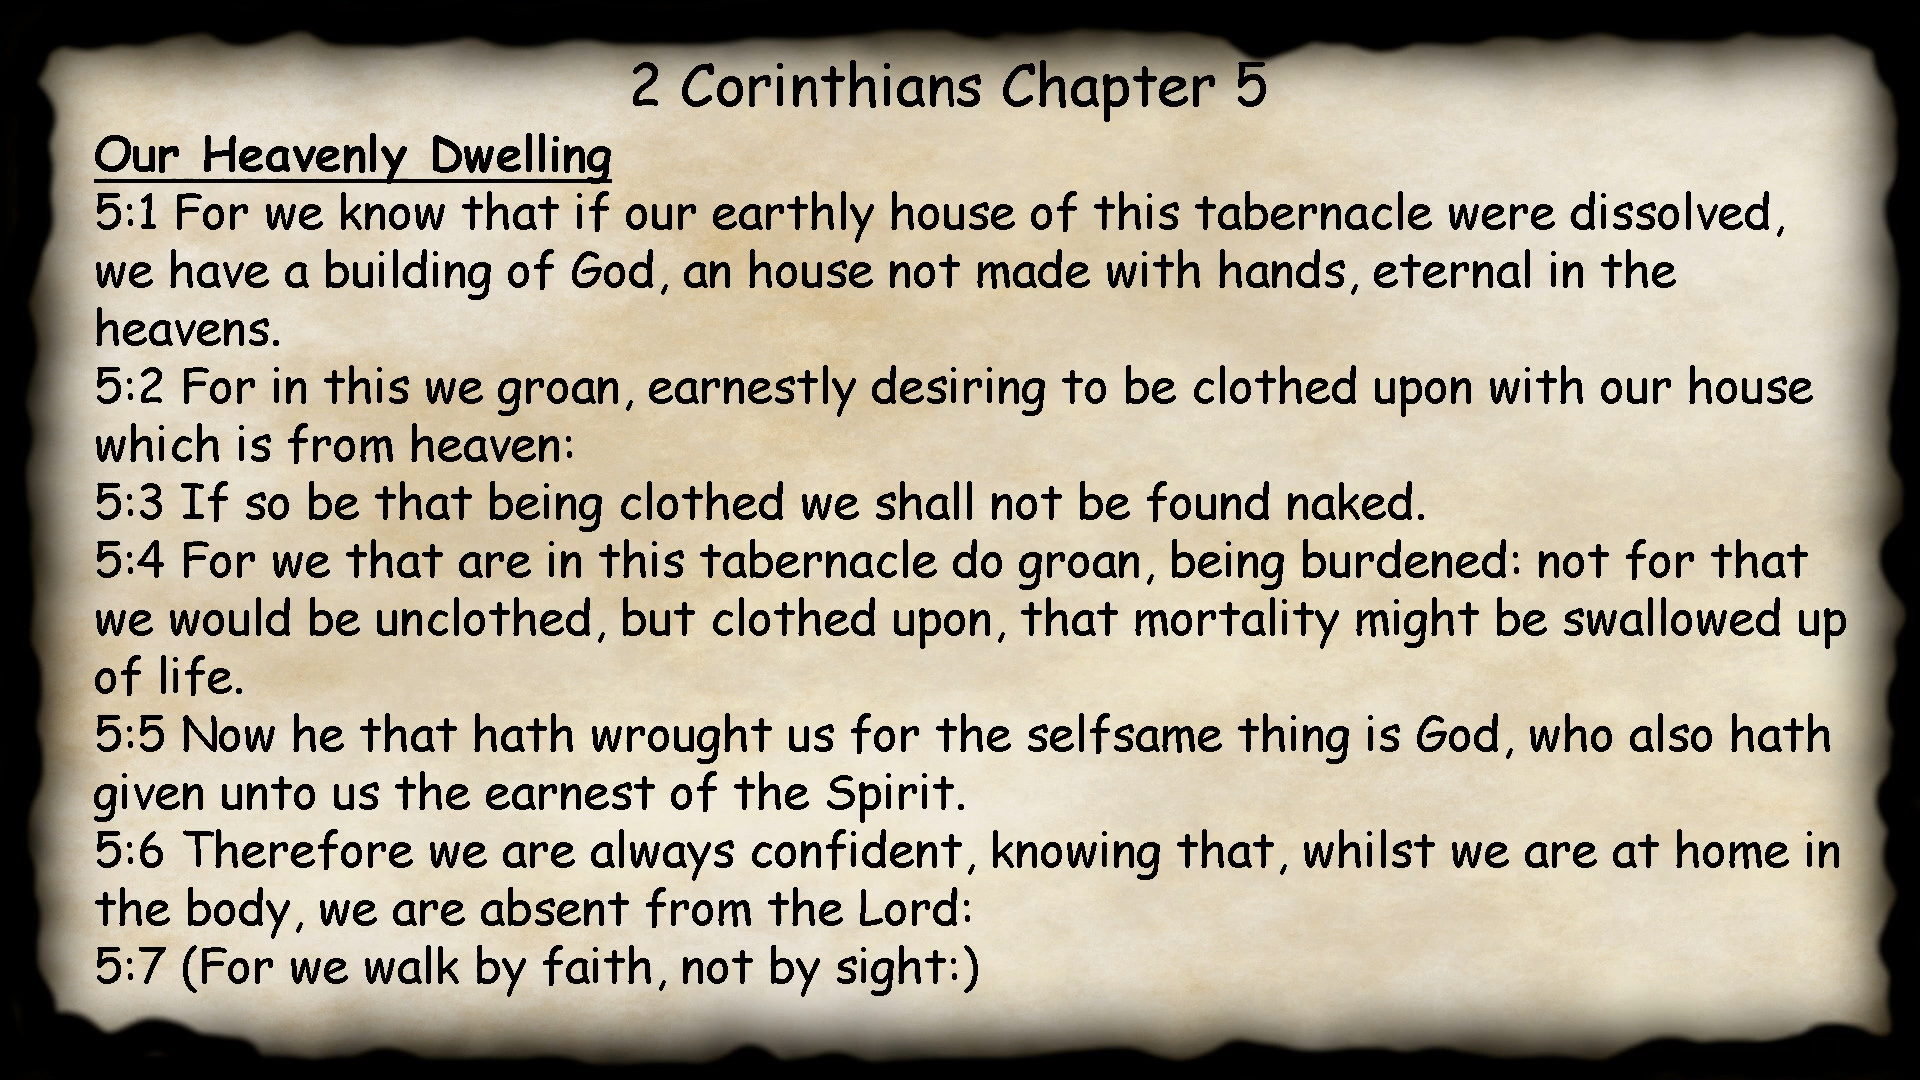 2 Corinthians Chapter 5
Our Heavenly Dwelling
5:1 For we know that if our earthly house of this tabernacle were dissolved,
we have a building of God, an house not made with hands, eternal in the
heavens.
5:2 For in this we groan, earnestly desiring to be clothed upon with our house
which is from heaven:
5:3 If so be that being clothed we shall not be found naked.
5:4 For we that are in this tabernacle do groan, being burdened: not for that
we would be unclothed, but clothed upon, that mortality might be swallowed up
of life.
5:5 Now he that hath wrought us for the selfsame thing is God, who also hath
given unto us the earnest of the Spirit.
5:6 Therefore we are always confident, knowing that, whilst we are at home in
the body, we are absent from the Lord:
5:7 (For we walk by faith, not by sight:)